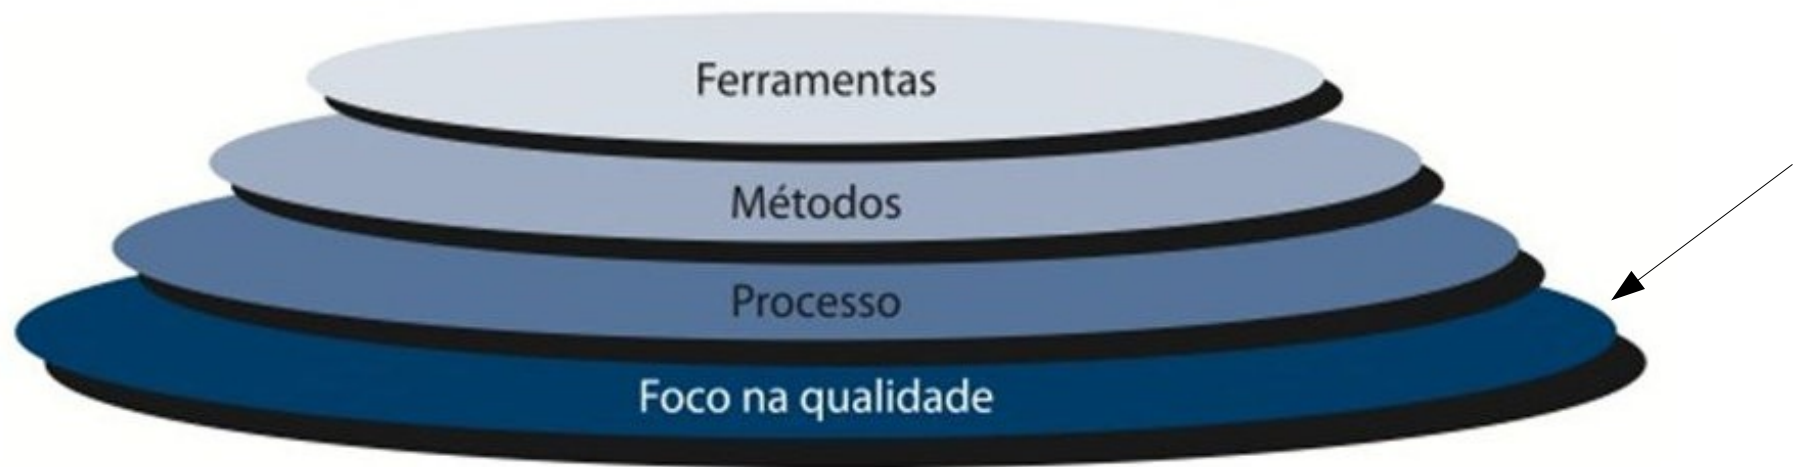 Ferramentas
Métodos
Processo
Foco na qualidade